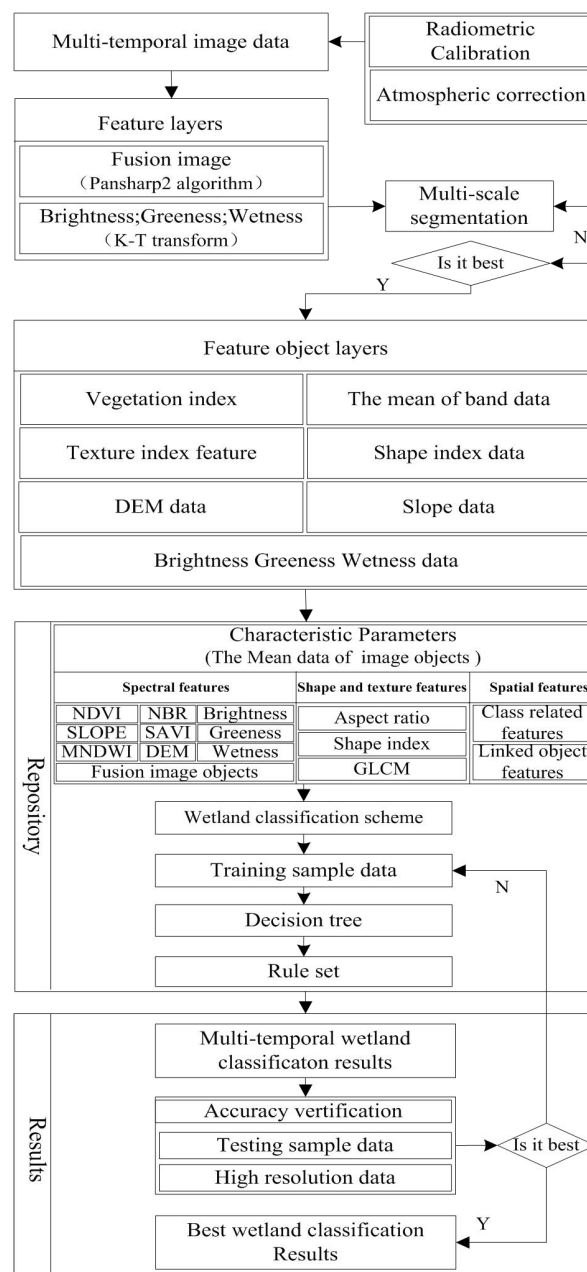 Multi-temporal image data
Radiometric
Calibration
Atmospheric correction
Feature layers
Fusion image
（Pansharp2 algorithm）
Brightness;Greeness;Wetness
（K-T transform）
Multi-scale
segmentation
N
Is it best
Y
Feature object layers
Vegetation index
The mean of band data
Texture index feature
Shape index data
DEM data
Slope data
Brightness Greeness Wetness data
Repository
Characteristic Parameters
(The Mean data of image objects )
Spectral features
Shape and texture features
Spatial features
NDVI NBR Brightness
SLOPE SAVI Greeness
MNDWI DEM Wetness
Fusion image objects
Aspect ratio
Shape index
GLCM
Class related
features
Linked object
features
Wetland classification scheme
Training sample data
N
Decision tree
Rule set
Results
Multi-temporal wetland
classificaton results
Accuracy vertification
Testing sample data
High resolution data
Is it best
Y
Best wetland classification
Results